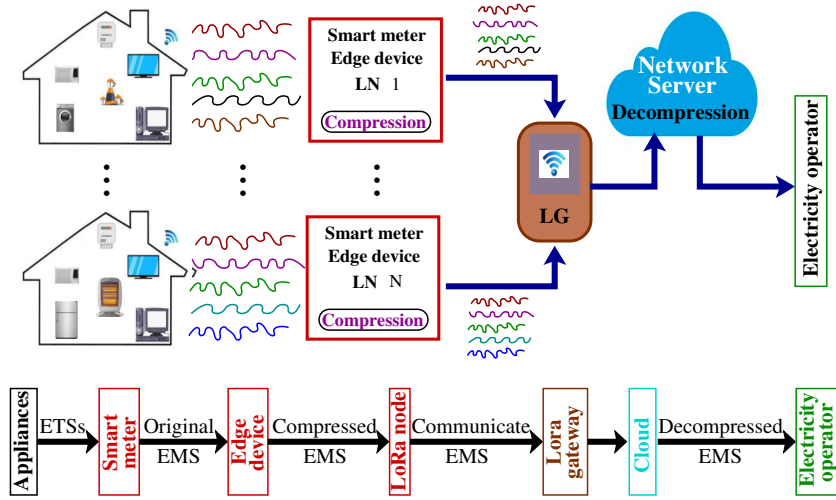 Smart meter
Edge device
LN 1
Compression
Network
Server
Decompression
LG
Electricity operator
Smart meter
Edge device
LN N
Compression
Appliances
ETSs
Smart
meter
Original
EMS
Edge
device
Compressed
EMS
LoRa node
Communicate
EMS
Lora
gateway
Cloud
Decompressed
EMS
Electricity
operator